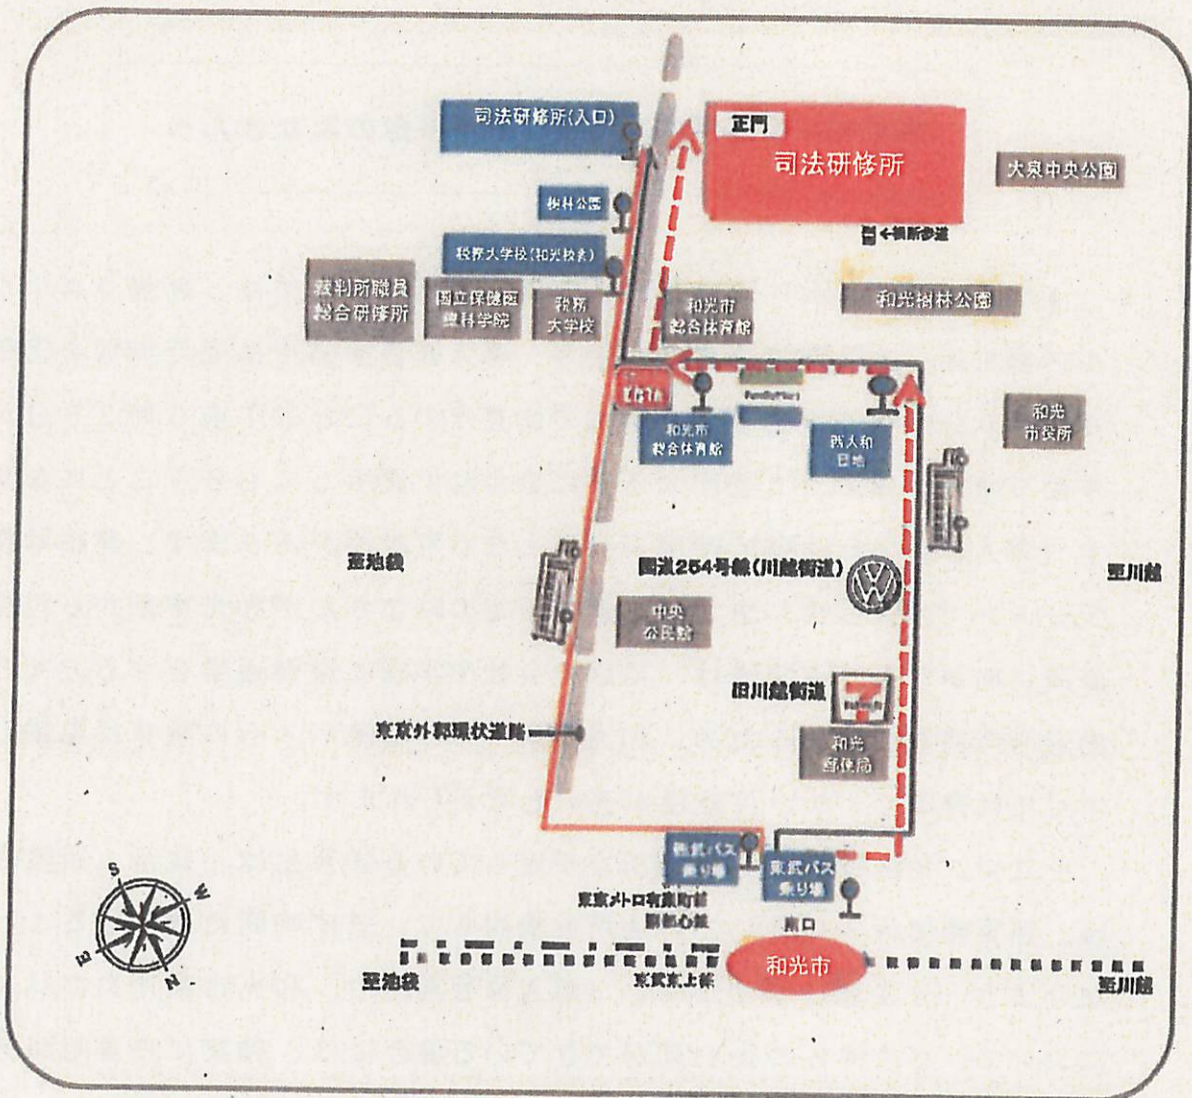 司法研修所(入口)
正門
司法研修所
大泉中央公園
樹林公園
←横断歩道
税務大学校(和光校舎)
裁判所職員
総合研修所
国立保健医
療科学院
税務
大学校
和光市
総合体育館
和光樹林公園
FamilyMart
和光市
総合体育館
西大和
団地
和光
市役所
至池袋
国道254号線(川越街道)
至川越
中央
公民館
旧川越街道
東京外郭環状道路
和光
郵便局
西武バス
乗り場
東武バス
乗り場
東京メトロ有楽町線
副都心線
南口
S
W
E
N
至池袋
東武東上線
和光市
至川越